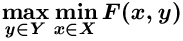 max min F(x, y)
y∈Y x∈X